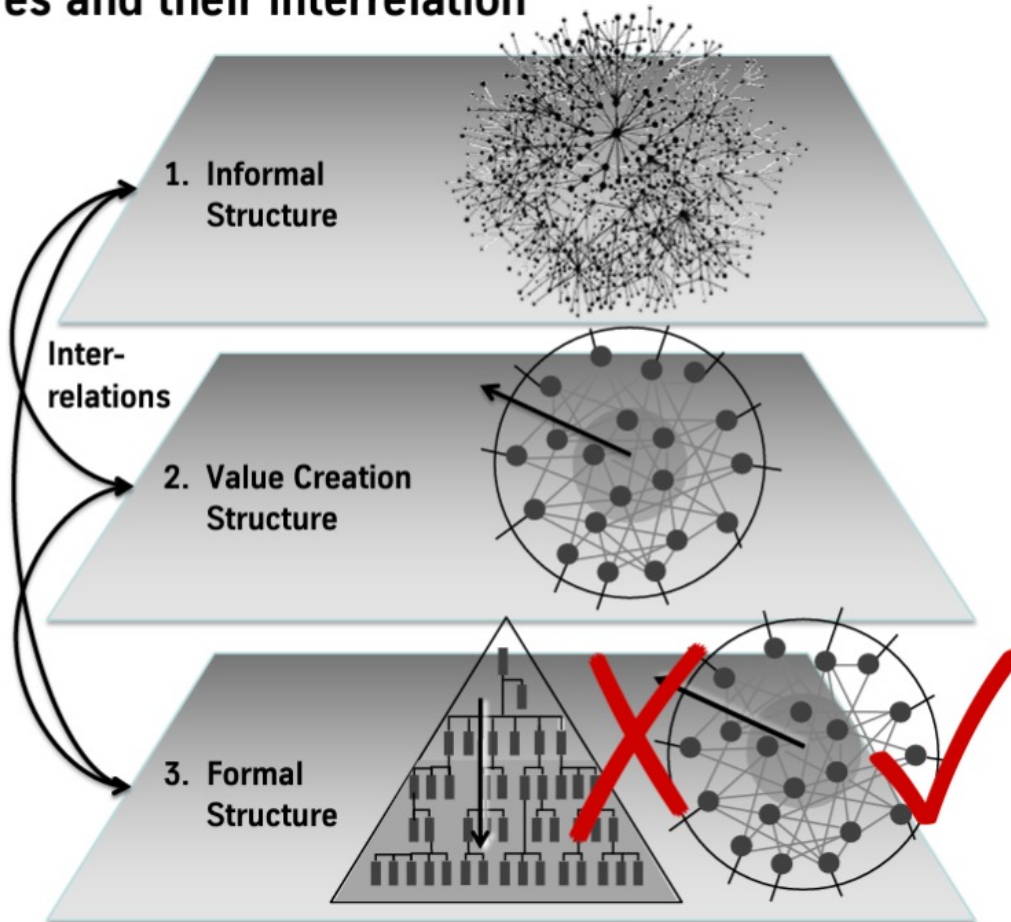 es and their interrelation
1. Informal
Structure
Inter-
relations
2. Value Creation
Structure
3. Formal
Structure